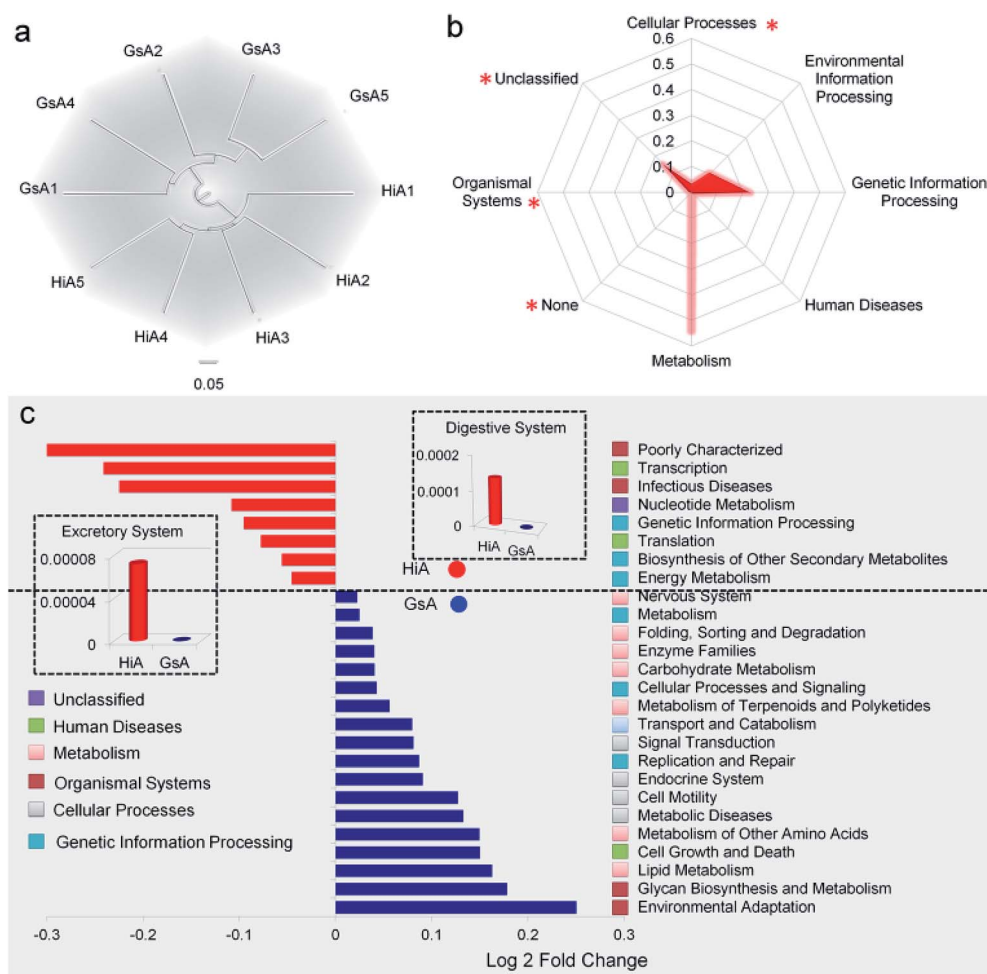 a
GsA2
GsA3
GsA4
GsA5
GsA1
HiA1
HiA5
HiA2
HiA4
HiA3
0.05
b
Cellular Processes *
0.6
0.5
0.4
0.3
0.2
0.1
0
* Unclassified
Environmental
Information
Processing
Organismal
Systems *
Genetic Information
Processing
* None
Human Diseases
Metabolism
c
Digestive System
0.0002
0.0001
0
HiA
GsA
Excretory System
0.00008
0.00004
0
HiA
GsA
HiA
GsA
Unclassified
Human Diseases
Metabolism
Organismal Systems
Cellular Processes
Genetic Information Processing
Poorly Characterized
Transcription
Infectious Diseases
Nucleotide Metabolism
Genetic Information Processing
Translation
Biosynthesis of Other Secondary Metabolites
Energy Metabolism
Nervous System
Metabolism
Folding, Sorting and Degradation
Enzyme Families
Carbohydrate Metabolism
Cellular Processes and Signaling
Metabolism of Terpenoids and Polyketides
Transport and Catabolism
Signal Transduction
Replication and Repair
Endocrine System
Cell Motility
Metabolic Diseases
Metabolism of Other Amino Acids
Cell Growth and Death
Lipid Metabolism
Glycan Biosynthesis and Metabolism
Environmental Adaptation
-0.3
-0.2
-0.1
0
0.1
0.2
0.3
Log 2 Fold Change